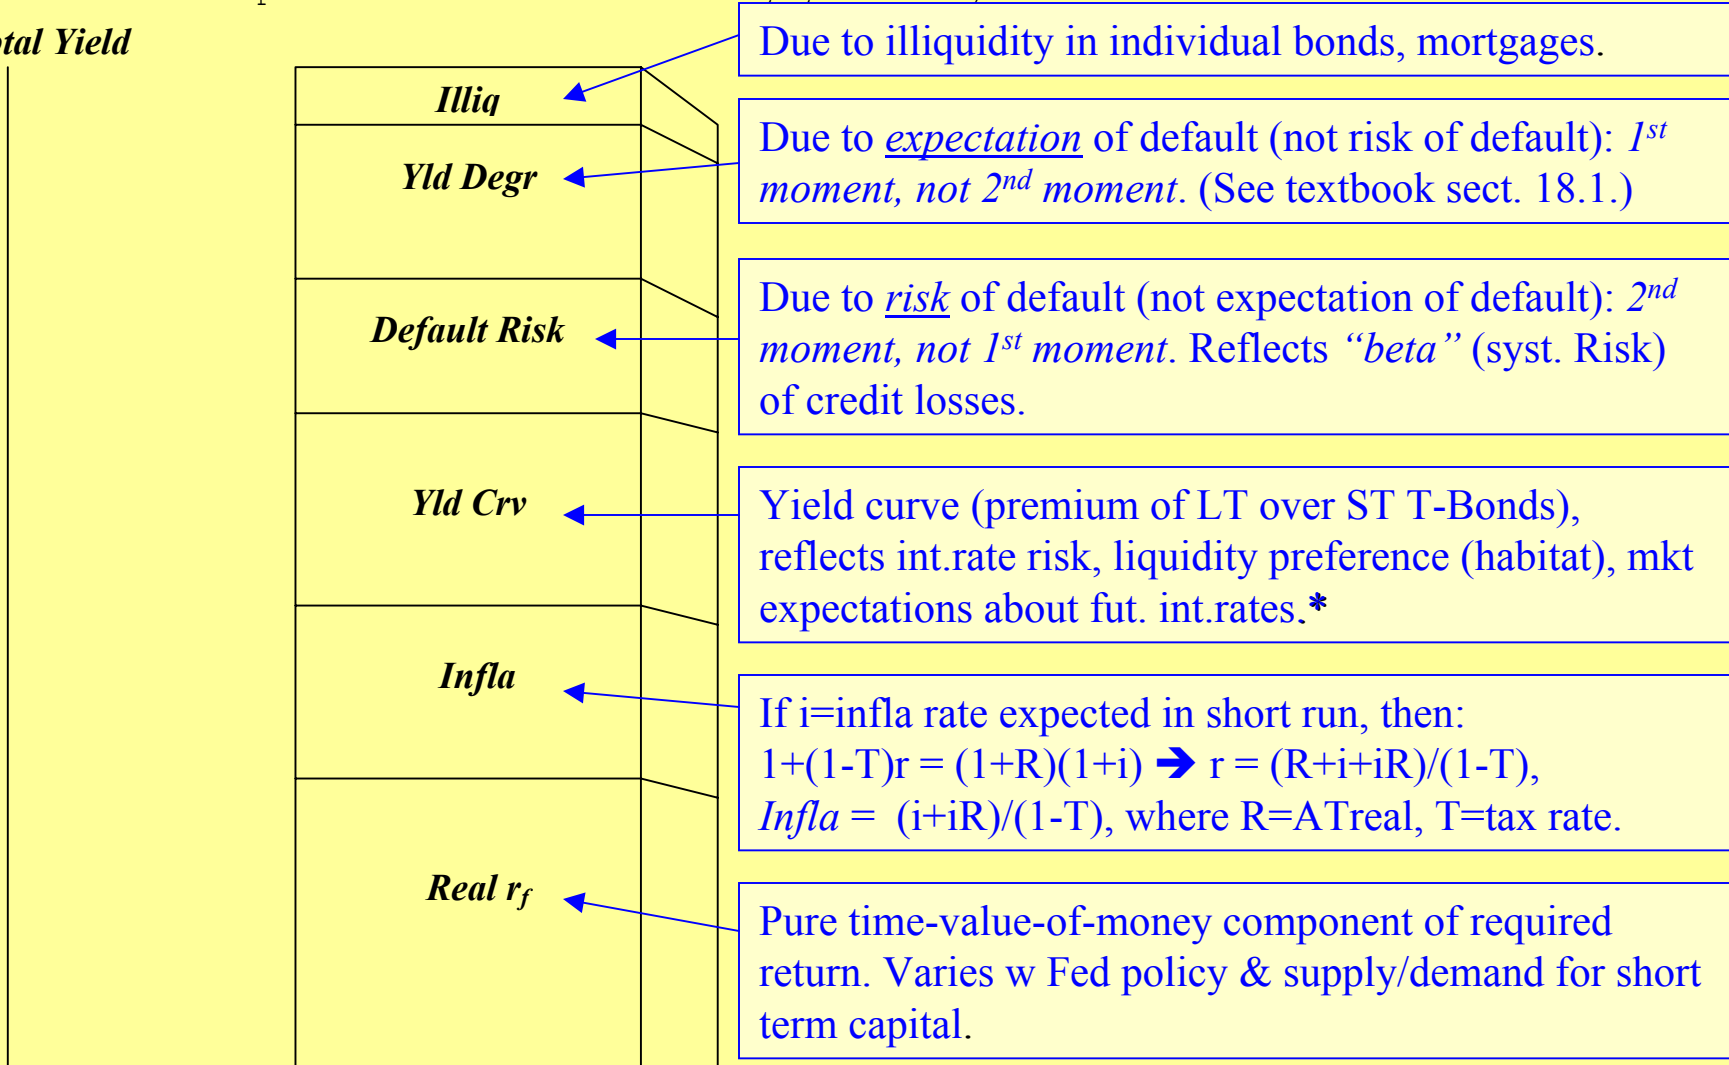 otal Yield
Due to illiquidity in individual bonds, mortgages.
Illiq
Due to expectation of default (not risk of default): 1st
moment, not 2nd moment. (See textbook sect. 18.1.)
Yld Degr
Due to risk of default (not expectation of default): 2nd
moment, not 1st moment. Reflects “beta” (syst. Risk)
of credit losses.
Default Risk
Yield curve (premium of LT over ST T-Bonds),
reflects int.rate risk, liquidity preference (habitat), mkt
expectations about fut. int.rates.*
Yld Crv
If i=infla rate expected in short run, then:
1+(1-T)r = (1+R)(1+i) ➔ r = (R+i+iR)/(1-T),
Infla = (i+iR)/(1-T), where R=ATreal, T=tax rate.
Infla
Real rf
Pure time-value-of-money component of required
return. Varies w Fed policy & supply/demand for short
term capital.